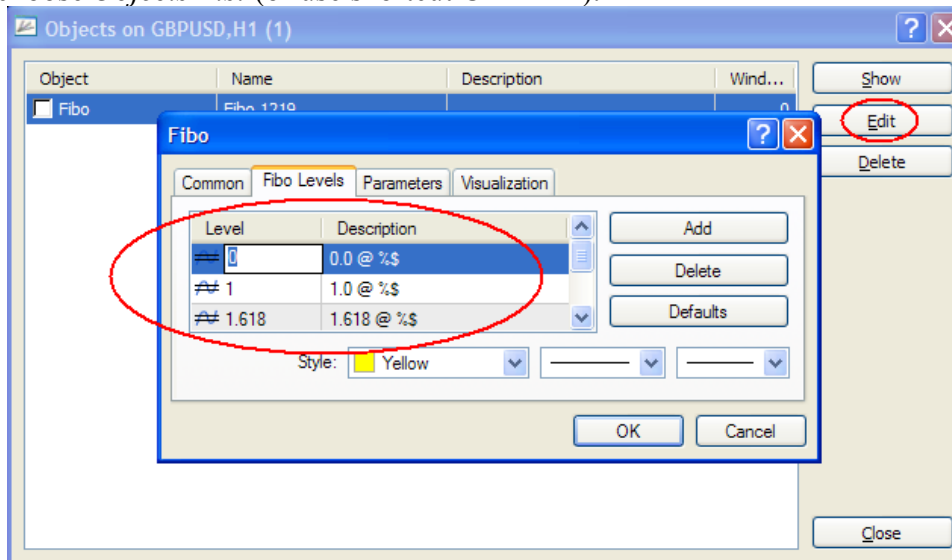 Objects on GBPUSD,H1 (1)
Object Name Description Wind... Show
Fibo Fibo 1219 0 Edit
Fibo
Delete
Common Fibo Levels Parameters Visualization
Level Description Add
0 0.0 @ %$
1 1.0 @ %$ Delete
1.618 1.618 @ %$ Defaults
Style: Yellow
OK Cancel
Close